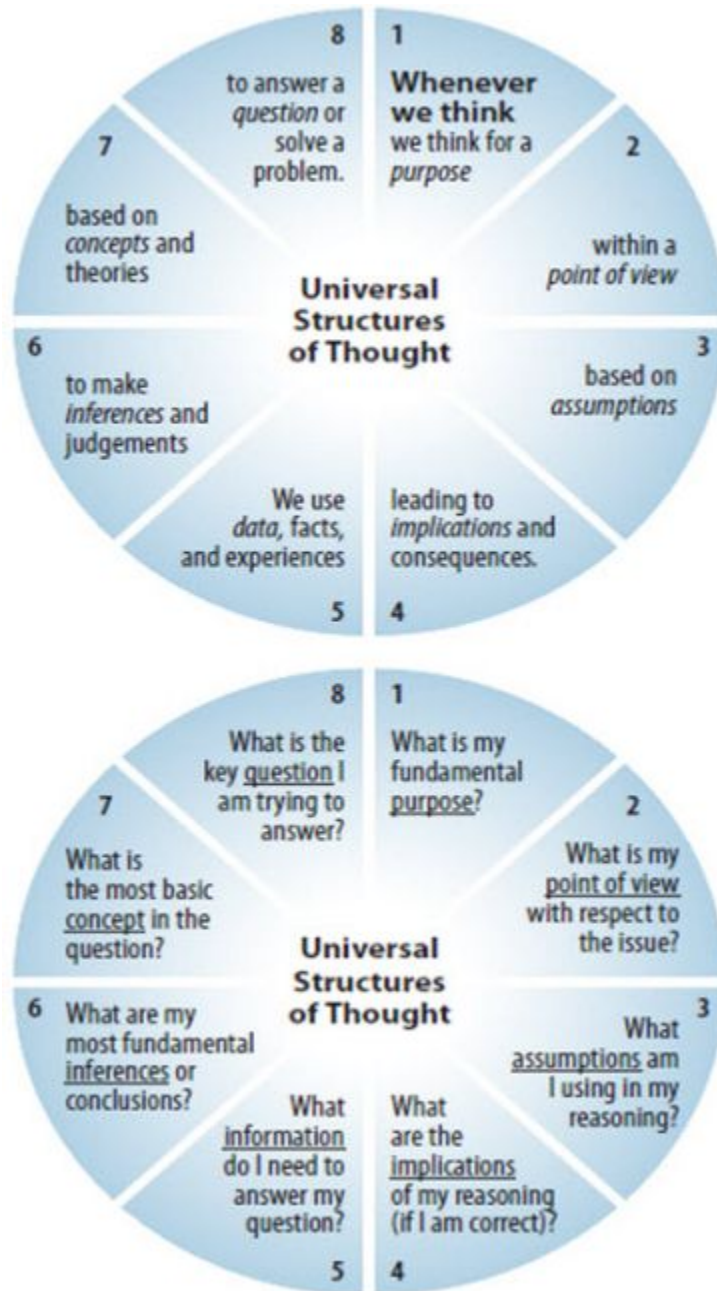 1
Whenever
we think
we think for a
purpose
2
within a
point of view
3
based on
assumptions
4
leading to
implications and
consequences.
5
We use
data, facts,
and experiences
6
to make
inferences and
judgements
7
based on
concepts and
theories
8
to answer a
question or
solve a
problem.
Universal
Structures
of Thought
1
What is my
fundamental
purpose?
2
What is my
point of view
with respect to
the issue?
3
What
assumptions am
I using in my
reasoning?
4
What
are the
implications
of my reasoning
(if I am correct)?
5
What
information
do I need to
answer my
question?
6
What are my
most fundamental
inferences or
conclusions?
7
What is
the most basic
concept in the
question?
8
What is the
key question I
am trying to
answer?
Universal
Structures
of Thought